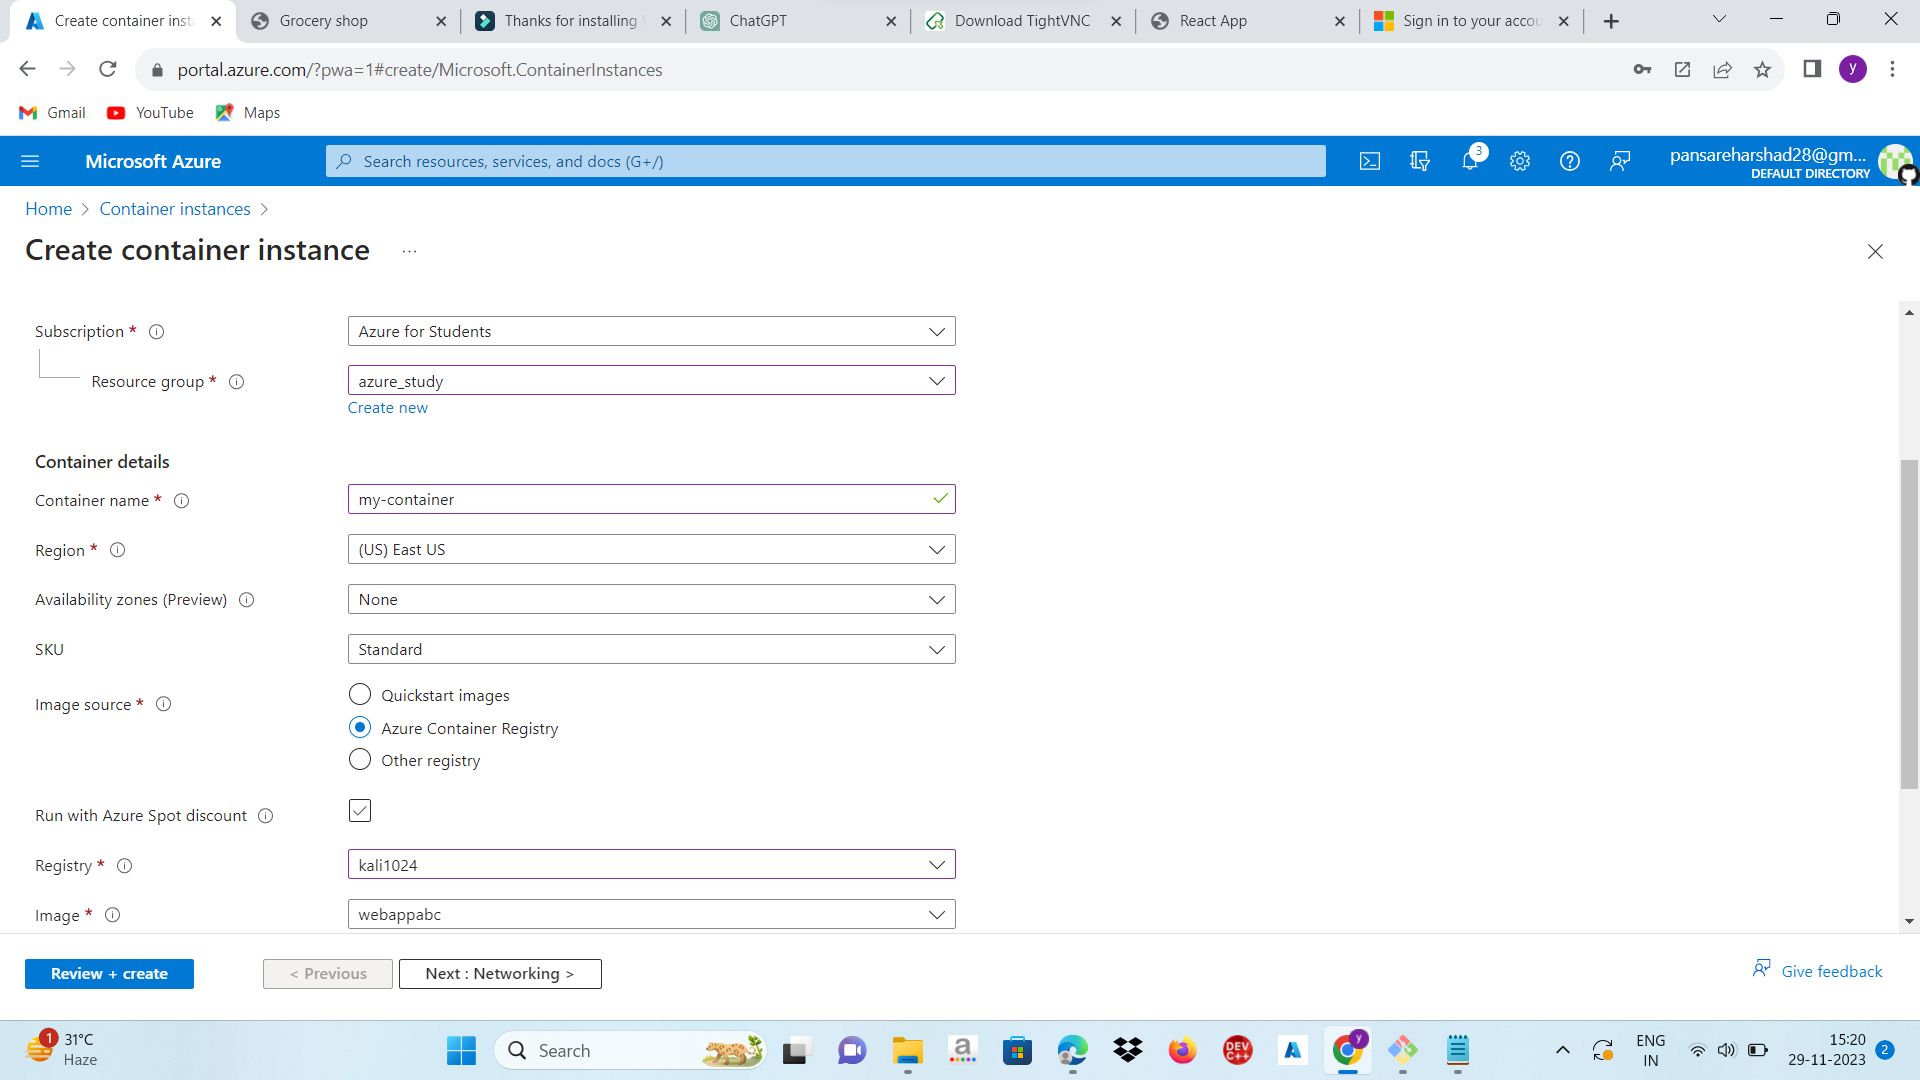 Create container insta
Grocery shop
Thanks for installing
ChatGPT
Download TightVNC
React App
Sign in to your accou
portal.azure.com/?pwa=1#create/Microsoft.ContainerInstances
y
Gmail
YouTube
Maps
Microsoft Azure
Search resources, services, and docs (G+/)
3
pansareharshad28@gm...
DEFAULT DIRECTORY
Home > Container instances >
Create container instance ...
Subscription *
Azure for Students
Resource group *
azure_study
Create new
Container details
Container name *
my-container
Region *
(US) East US
Availability zones (Preview)
None
SKU
Standard
Image source *
Quickstart images
Azure Container Registry
Other registry
Run with Azure Spot discount
Registry *
kali1024
Image *
webappabc
Review + create
< Previous
Next : Networking >
Give feedback
1
31°C
Haze
Search
a
DEV
C++
y
ENG
IN
15:20
29-11-2023
2